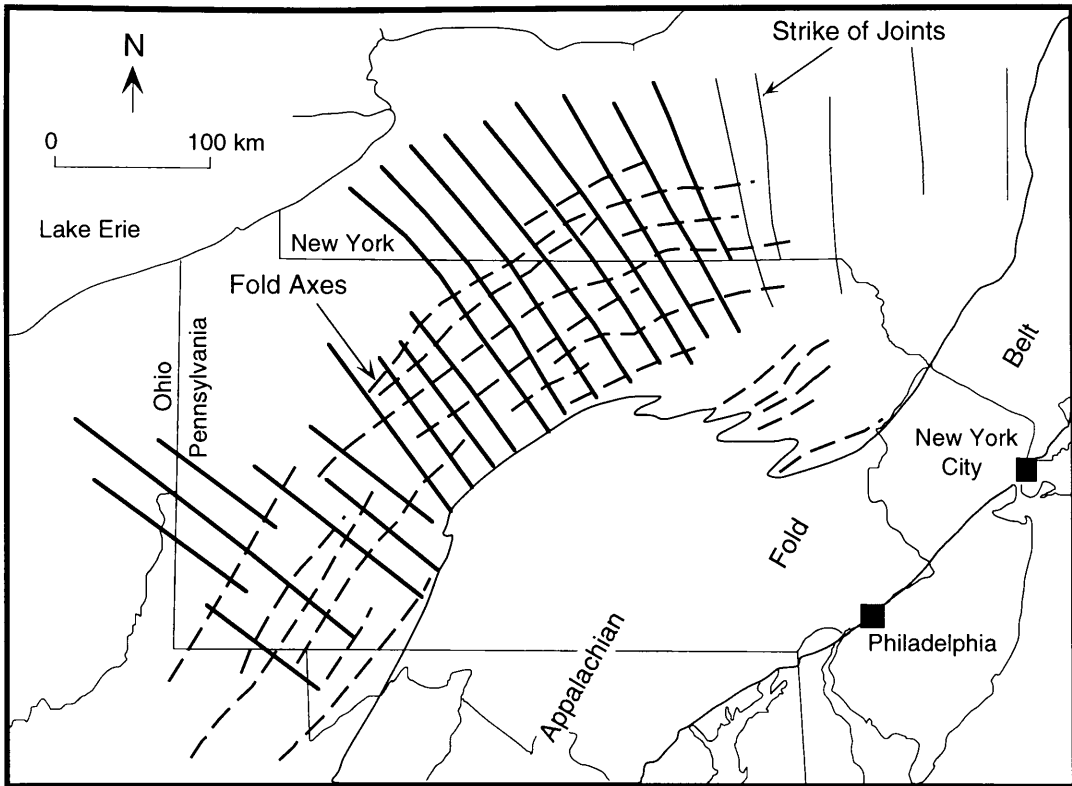 Strike of Joints
N
0 100 km
Lake Erie
New York
Fold Axes
Ohio
Pennsylvania
Belt
New York
City
Fold
Philadelphia
Appalachian